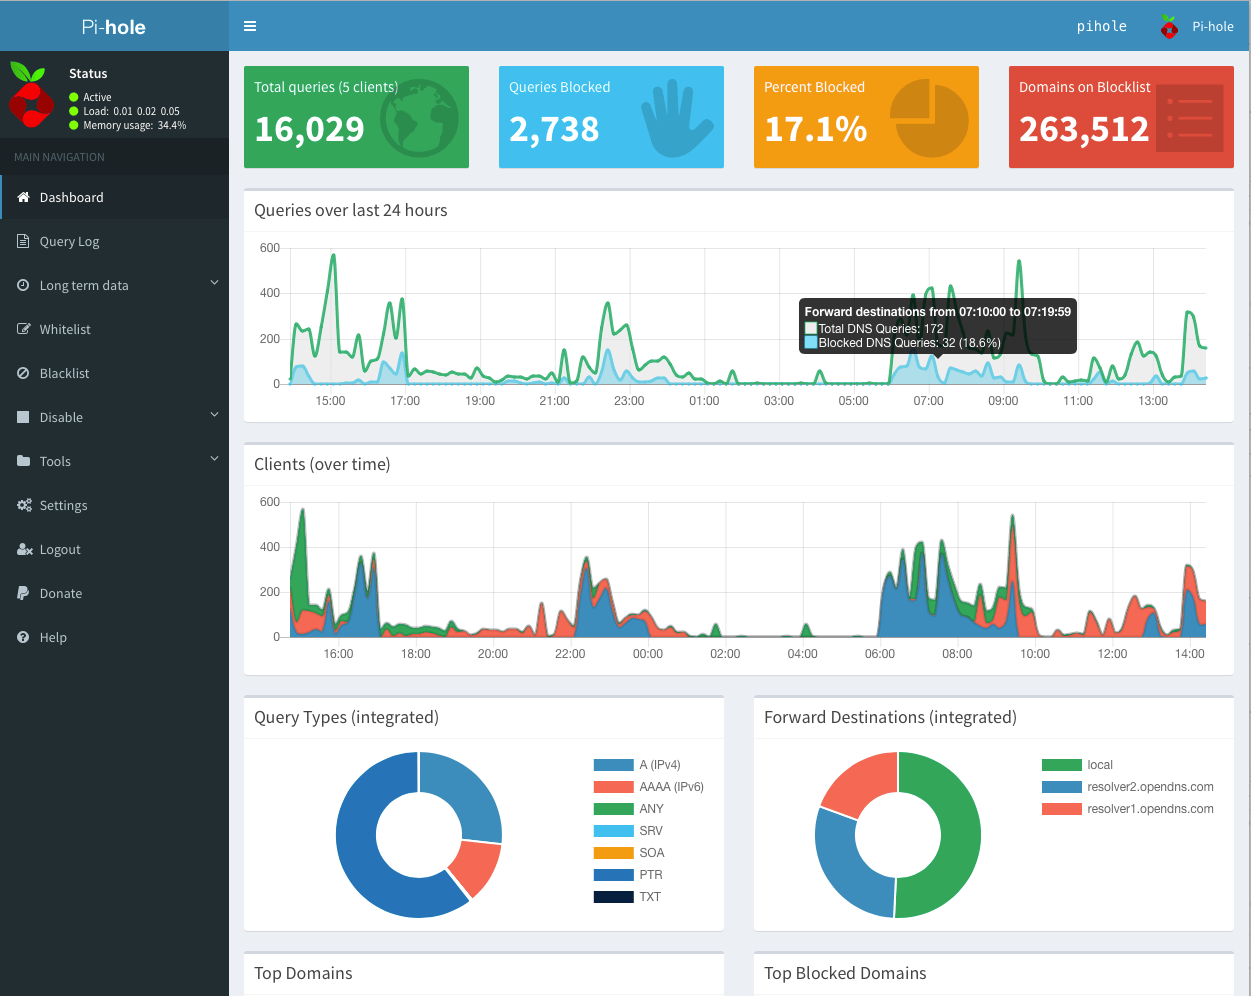 Pi-hole
pihole
Pi-hole
Status
Active
Load: 0.01 0.02 0.05
Memory usage: 34.4%
MAIN NAVIGATION
Dashboard
Query Log
Long term data
Whitelist
Blacklist
Disable
Tools
Settings
Logout
Donate
Help
Total queries (5 clients)
16,029
Queries Blocked
2,738
Percent Blocked
17.1%
Domains on Blocklist
263,512
Queries over last 24 hours
600
400
200
0
Forward destinations from 07:10:00 to 07:19:59
Total DNS Queries: 172
Blocked DNS Queries: 32 (18.6%)
15:00 17:00 19:00 21:00 23:00 01:00 03:00 05:00 07:00 09:00 11:00 13:00
Clients (over time)
600
400
200
0
16:00 18:00 20:00 22:00 00:00 02:00 04:00 06:00 08:00 10:00 12:00 14:00
Query Types (integrated)
A (IPv4)
AAAA (IPv6)
ANY
SRV
SOA
PTR
TXT
Forward Destinations (integrated)
local
resolver2.opendns.com
resolver1.opendns.com
Top Domains
Top Blocked Domains